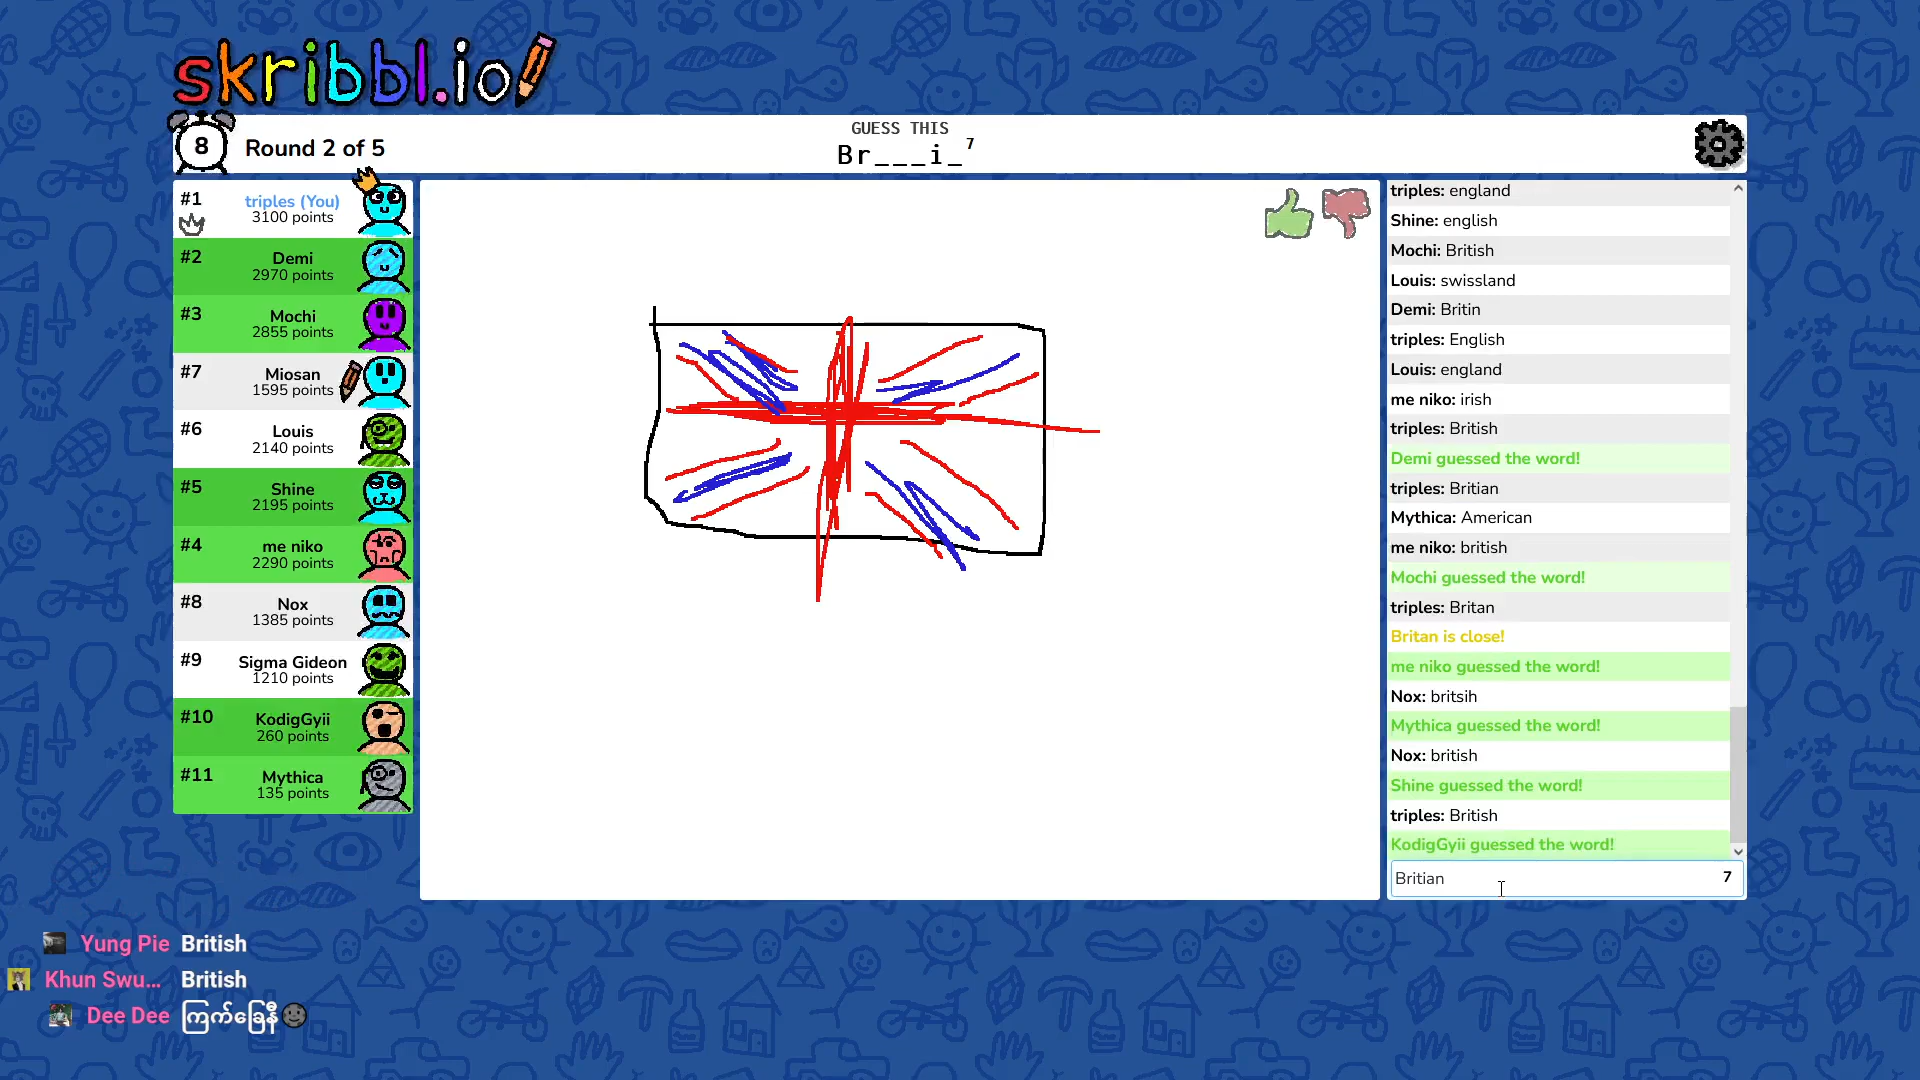 skribbl.io
8
Round 2 of 5
GUESS THIS
Br___i_ 7
#1
triples (You)
3100 points
#2
Demi
2970 points
#3
Mochi
2855 points
#7
Miosan
1595 points
#6
Louis
2140 points
#5
Shine
2195 points
#4
me niko
2290 points
#8
Nox
1385 points
#9
Sigma Gideon
1210 points
#10
KodigGyii
260 points
#11
Mythica
135 points
triples: england
Shine: english
Mochi: British
Louis: swissland
Demi: Britin
triples: English
Louis: england
me niko: irish
triples: British
Demi guessed the word!
triples: Britian
Mythica: American
me niko: british
Mochi guessed the word!
triples: Britan
Britan is close!
me niko guessed the word!
Nox: britsih
Mythica guessed the word!
Nox: british
Shine guessed the word!
triples: British
KodigGyii guessed the word!
Britian 7
Yung Pie British
Khun Swu... British
Dee Dee ကြက်ခြေနီ